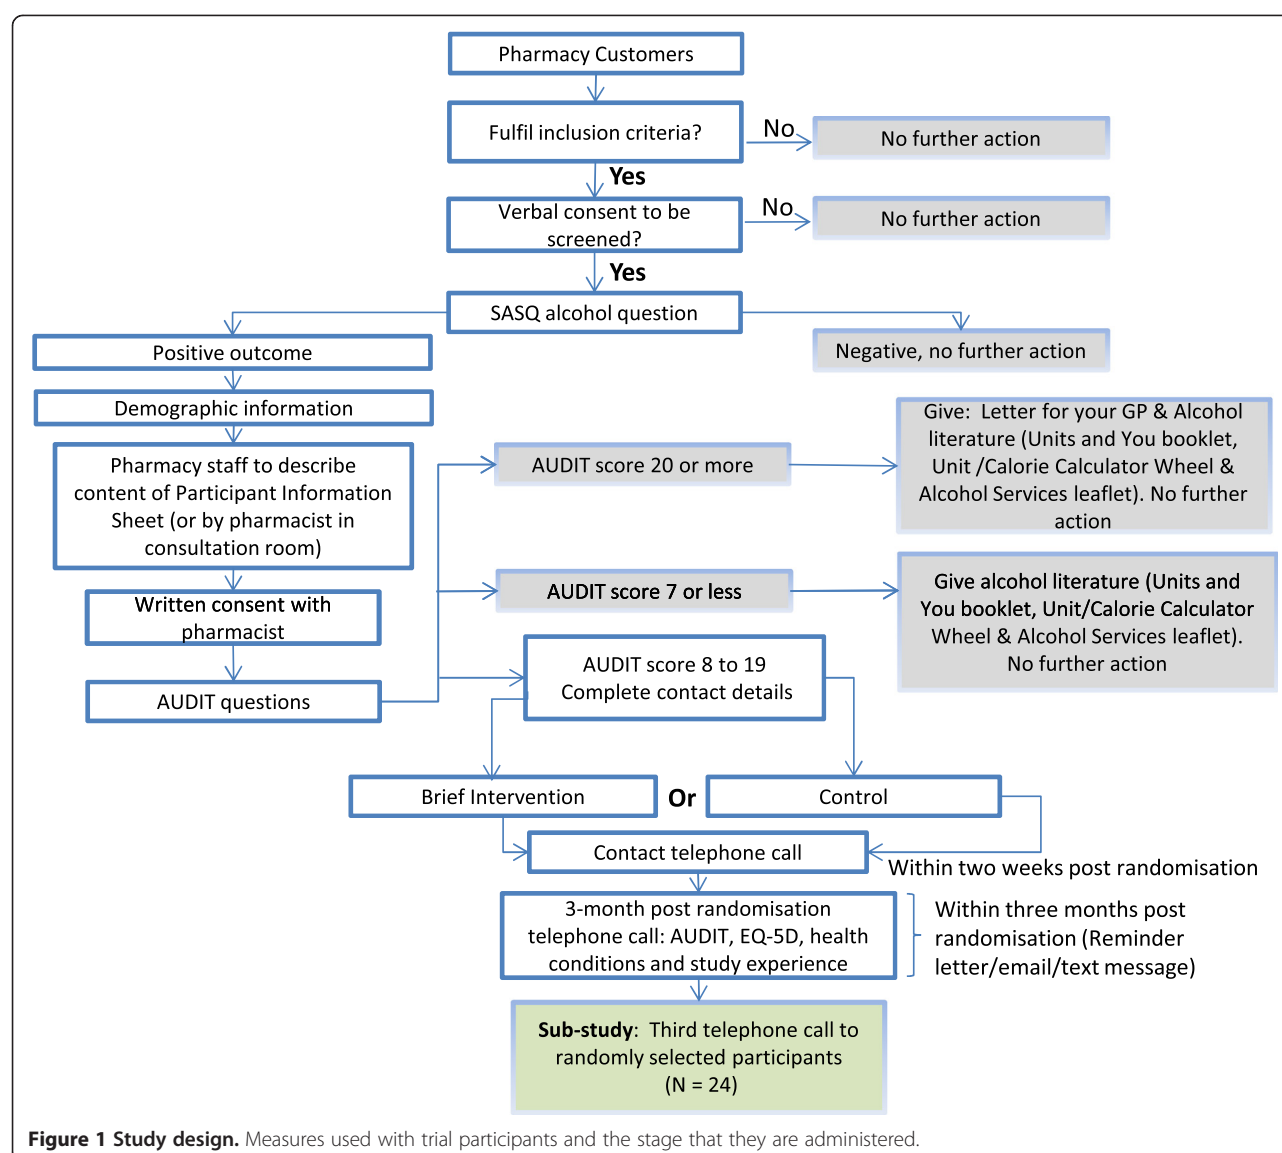 Pharmacy Customers
Fulfil inclusion criteria?
No
No further action
Yes
Verbal consent to be
screened?
No
No further action
Yes
SASQ alcohol question
Positive outcome
Negative, no further action
Demographic information
Pharmacy staff to describe
content of Participant Information
Sheet (or by pharmacist in
consultation room)
Written consent with
pharmacist
AUDIT questions
AUDIT score 20 or more
Give:  Letter for your GP & Alcohol
literature (Units and You booklet,
Unit /Calorie Calculator Wheel &
Alcohol Services leaflet). No further
action
AUDIT score 7 or less
Give alcohol literature (Units and
You booklet, Unit/Calorie Calculator
Wheel & Alcohol Services leaflet).
No further action
AUDIT score 8 to 19
Complete contact details
Brief Intervention
Or
Control
Contact telephone call
Within two weeks post randomisation
3-month post randomisation
telephone call: AUDIT, EQ-5D, health
conditions and study experience
Within three months post
randomisation (Reminder
letter/email/text message)
Sub-study:  Third telephone call to
randomly selected participants
(N = 24)
Figure 1 Study design. Measures used with trial participants and the stage that they are administered.